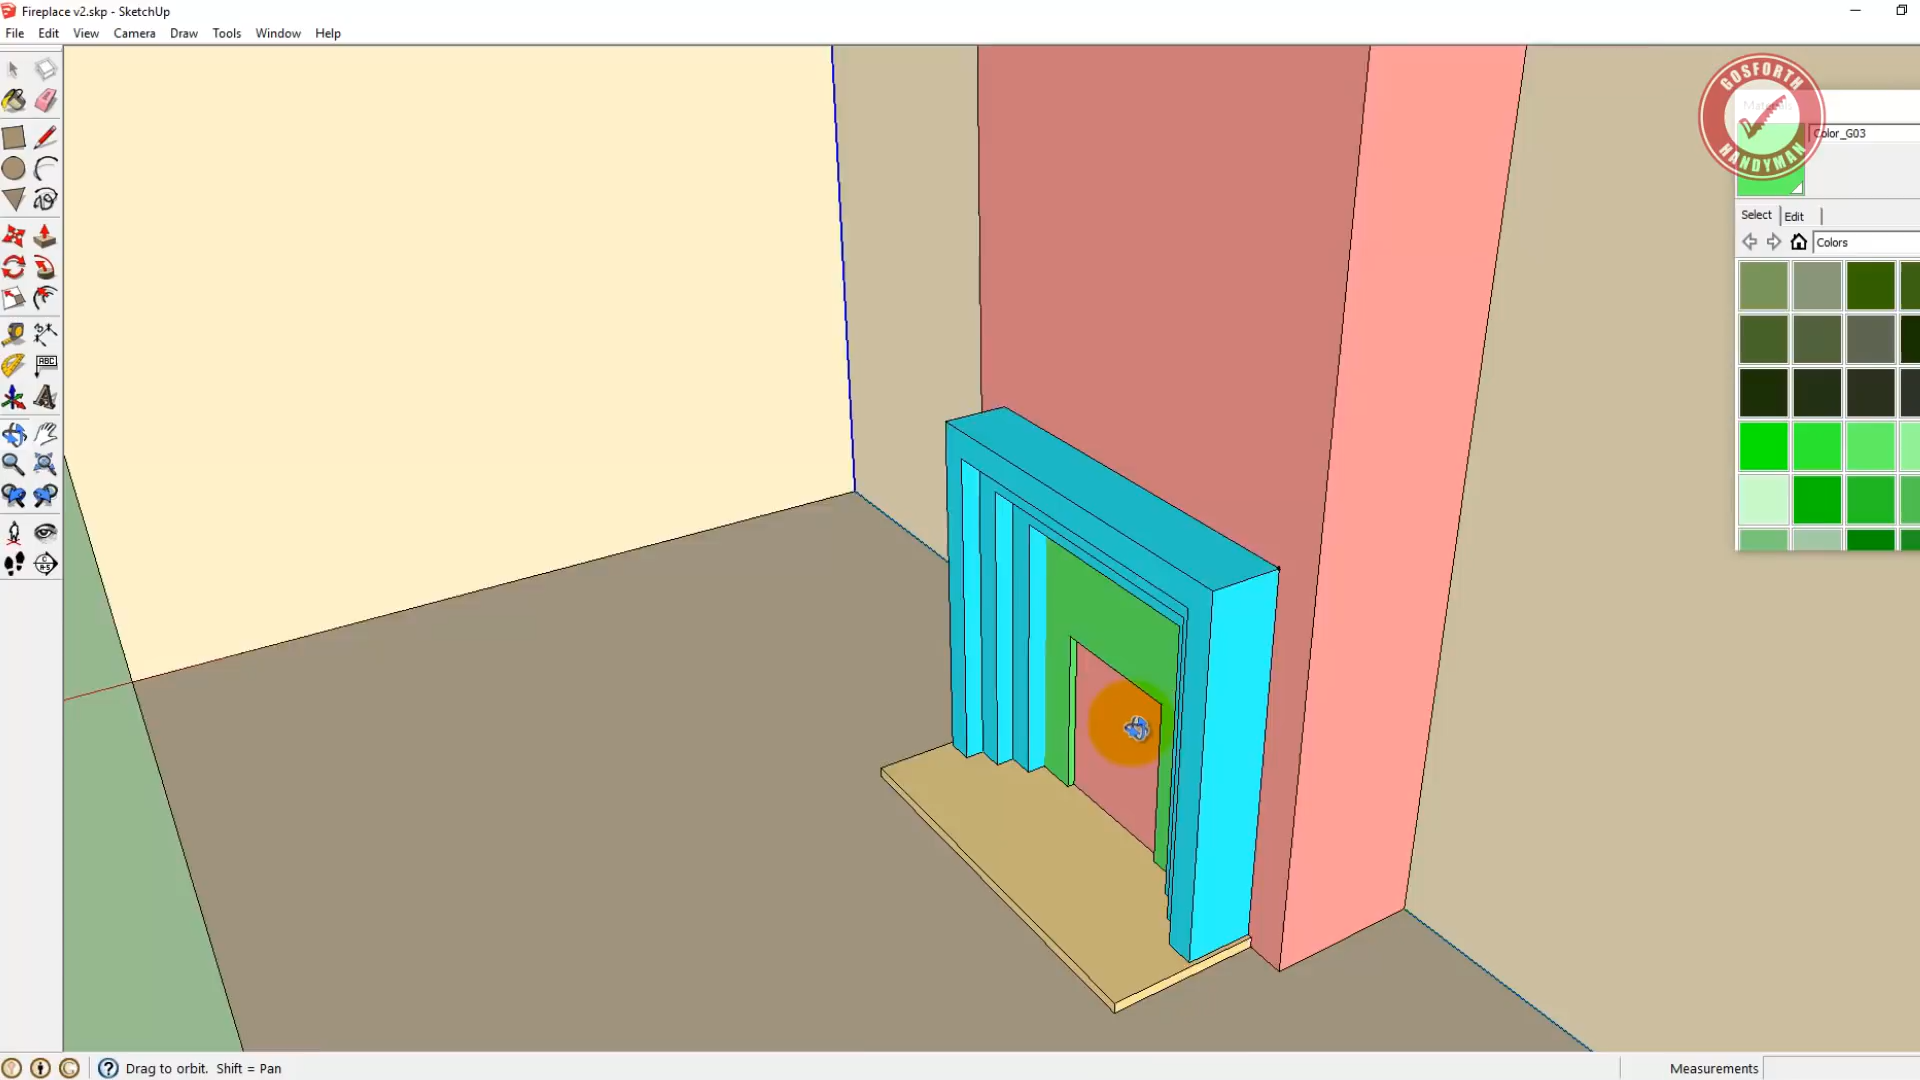 Fireplace v2.skp - SketchUp
File Edit View Camera Draw Tools Window Help
GOSFORTH
HANDYMAN
Color_G03
Select Edit
Colors
ABC
Drag to orbit. Shift = Pan
Measurements